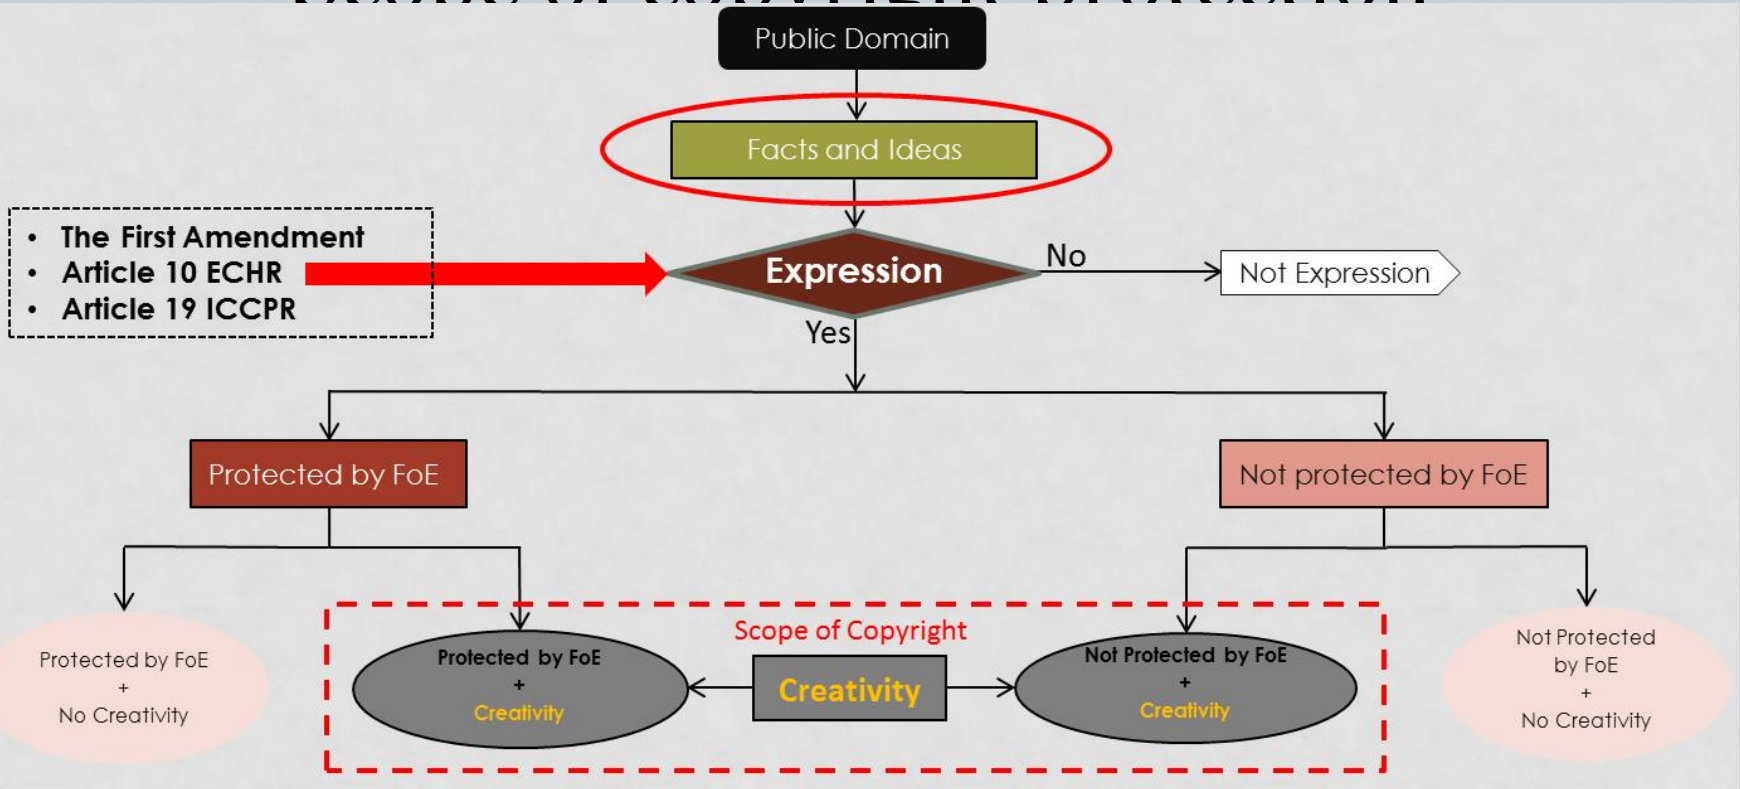 Public Domain
Facts and Ideas
• The First Amendment
• Article 10 ECHR
• Article 19 ICCPR
Expression
No
Not Expression
Yes
Protected by FoE
Not protected by FoE
Scope of Copyright
Protected by FoE
+
No Creativity
Protected by FoE
+
Creativity
Creativity
Not Protected by FoE
+
Creativity
Not Protected
by FoE
+
No Creativity